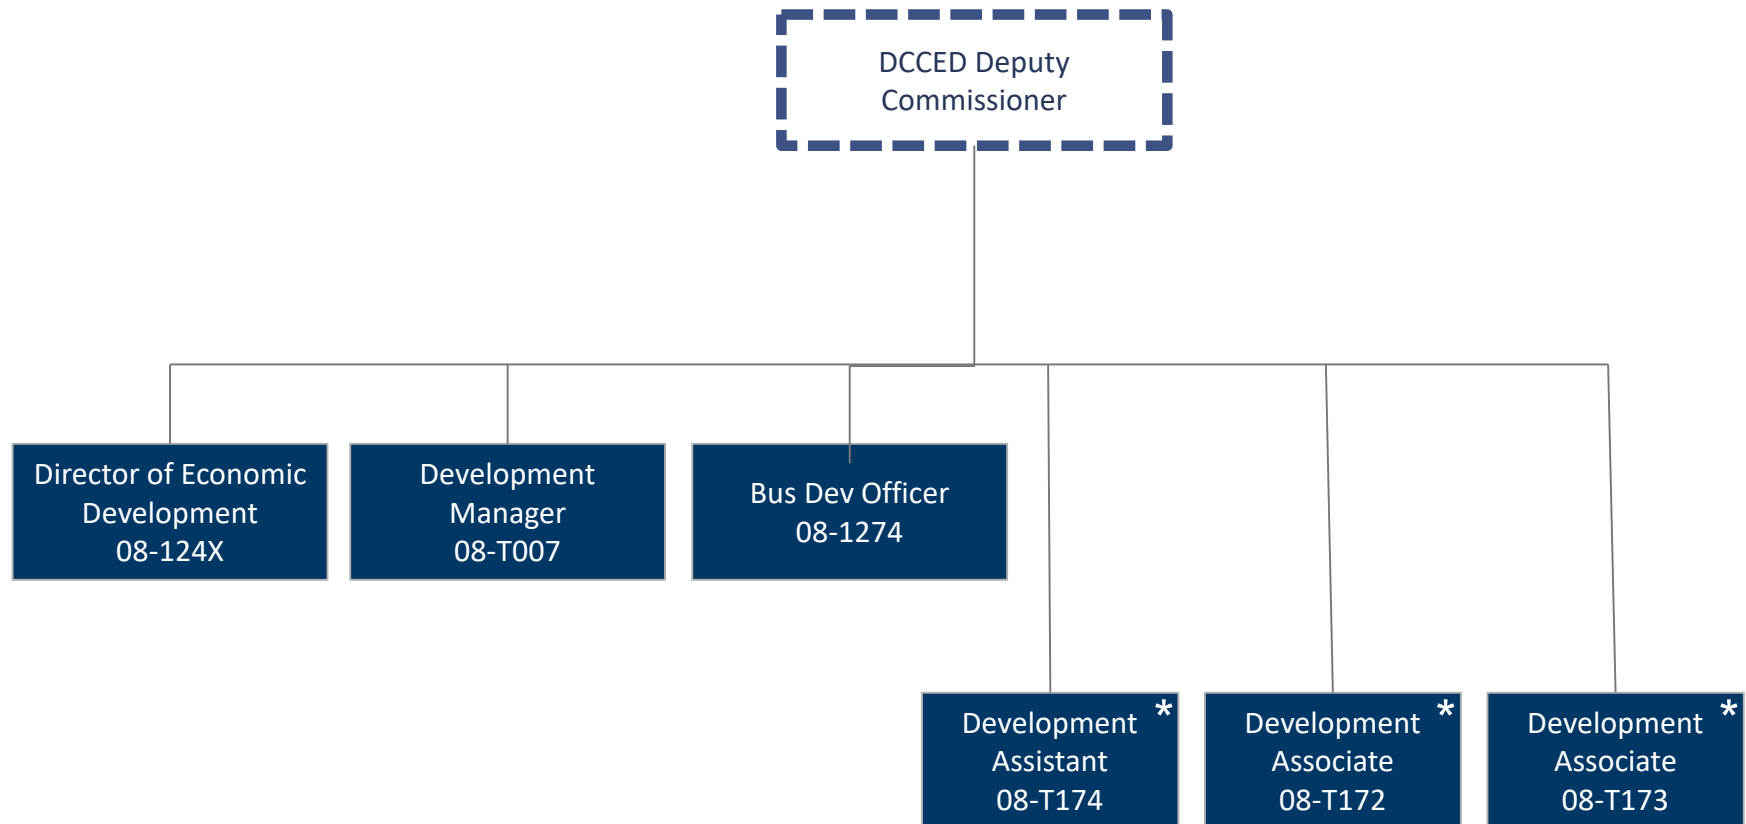 DCCED Deputy
Commissioner
Director of Economic
Development
08-124X
Development
Manager
08-T007
Bus Dev Officer
08-1274
Development *
Assistant
08-T174
Development *
Associate
08-T172
Development *
Associate
08-T173